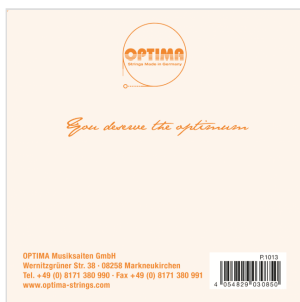 OPTIMA
Strings Made in Germany
You deserve the optimum
OPTIMA Musiksaiten GmbH
Wernitzgrüner Str. 38 · 08258 Markneukirchen
Tel. +49 (0) 8171 380 990 · Fax +49 (0) 8171 380 991
www.optima-strings.com
P.1013
4 054829 030850